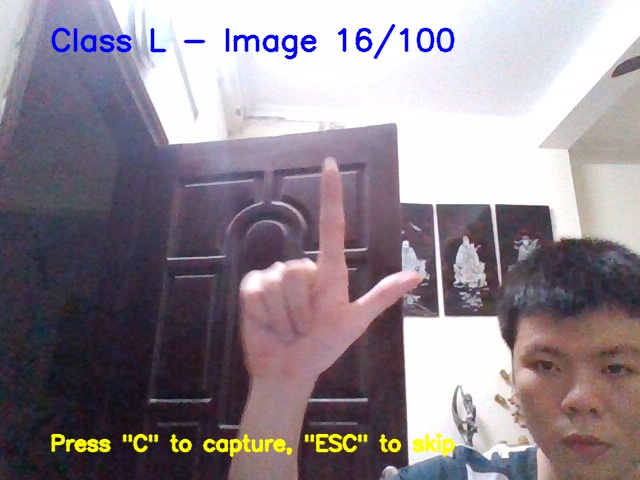 Class L - Image 16/100
Press "C" to capture, "ESC" to skip